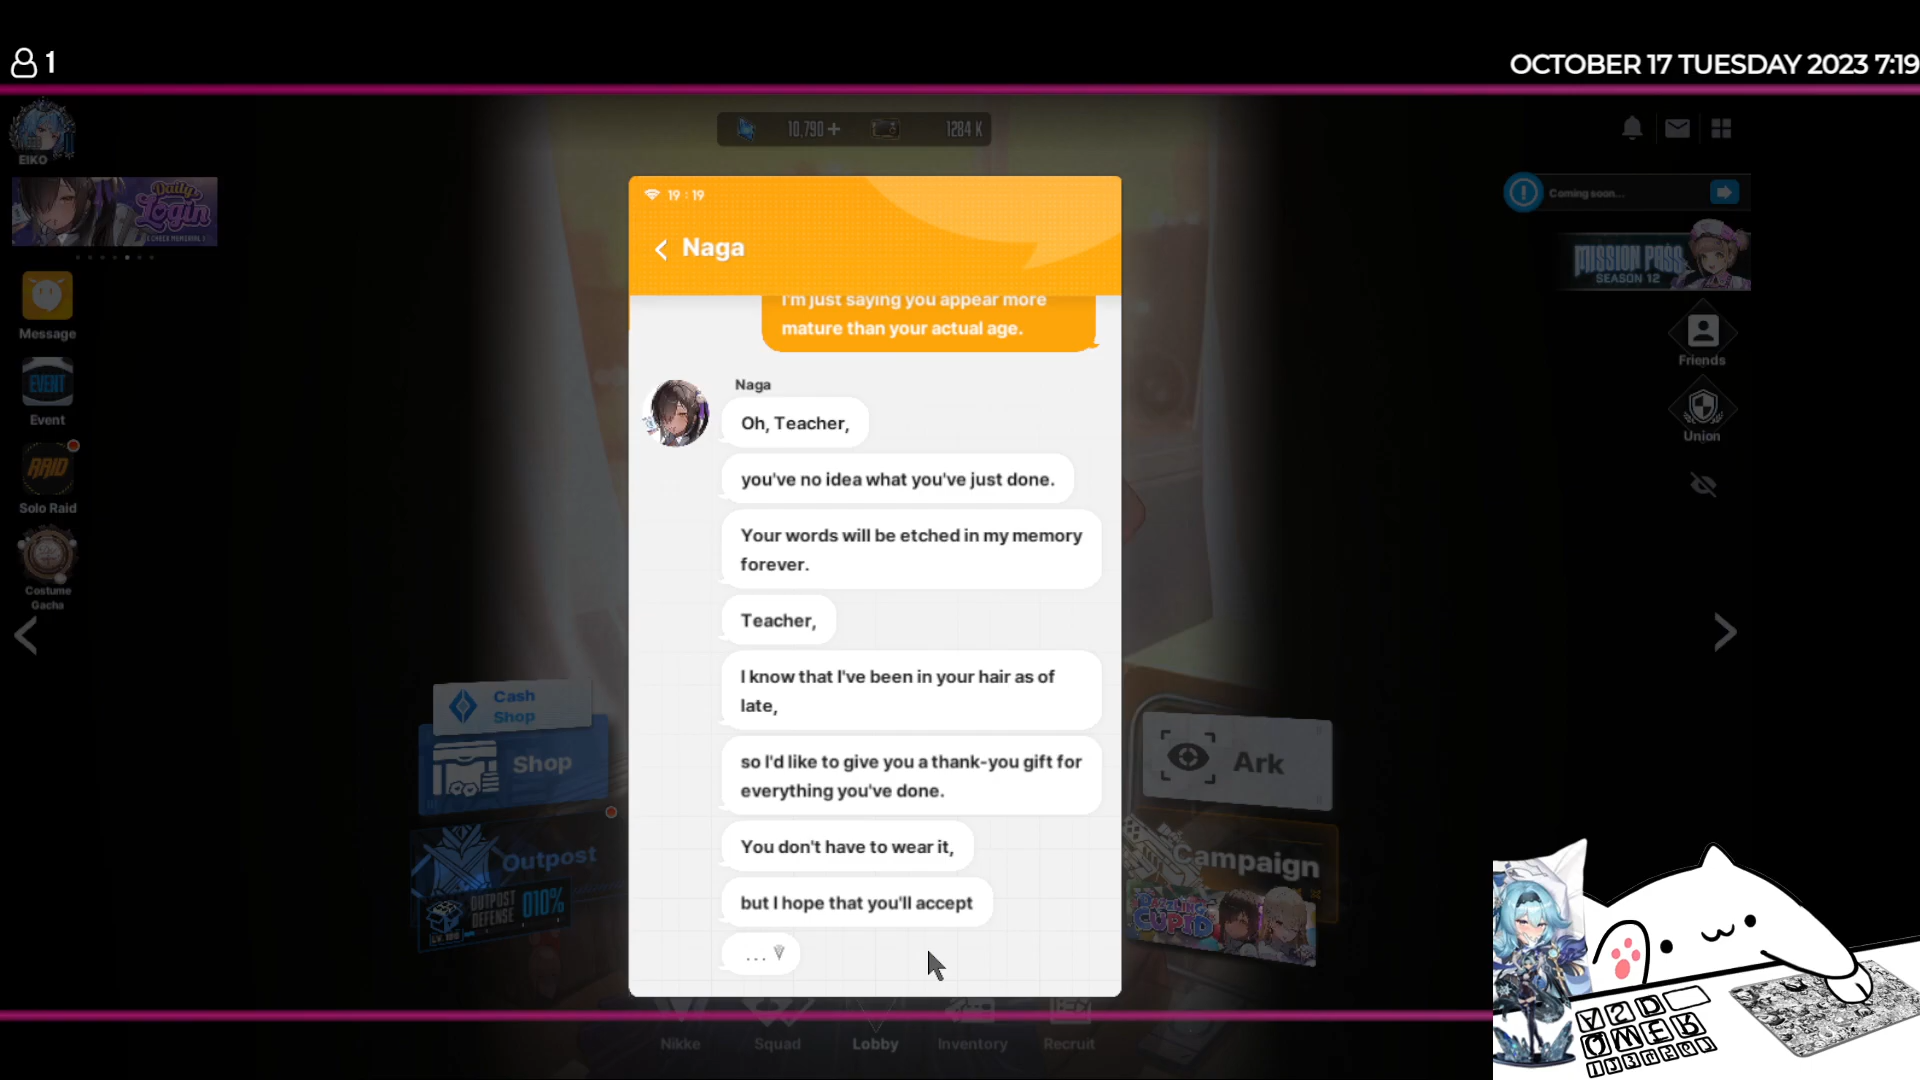 1
OCTOBER 17 TUESDAY 2023 7:19
EIKO
10,790 +
1284 K
Daily
Login
Coming soon...
19 : 19
Naga
MISSION PASS
SEASON 12
I'm just saying you appear more
mature than your actual age.
Message
Friends
Naga
Oh, Teacher,
EVENT
Event
Union
you've no idea what you've just done.
RAID
Solo Raid
Your words will be etched in my memory
forever.
Costume
Gacha
Teacher,
I know that I've been in your hair as of
late,
Cash
Shop
Shop
Ark
so I'd like to give you a thank-you gift for
everything you've done.
You don't have to wear it,
Outpost
Campaign
but I hope that you'll accept
OUTPOST
DEFENSE
010%
DAZZLING
CUPID
...
Nikke
Squad
Lobby
Inventory
Recruit